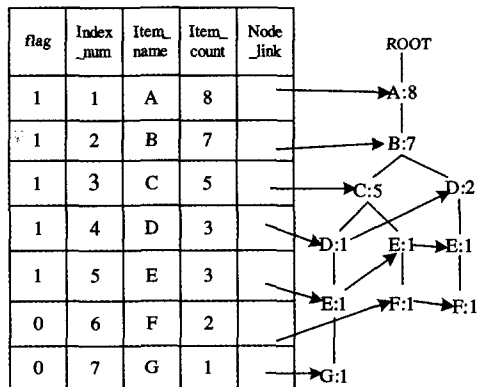 flag Index_num Item_name Item_count Node_link
1 1 A 8
1 2 B 7
1 3 C 5
1 4 D 3
1 5 E 3
0 6 F 2
0 7 G 1
ROOT
A:8
B:7
C:5 D:2
D:1 E:1 E:1
E:1 F:1 F:1
G:1